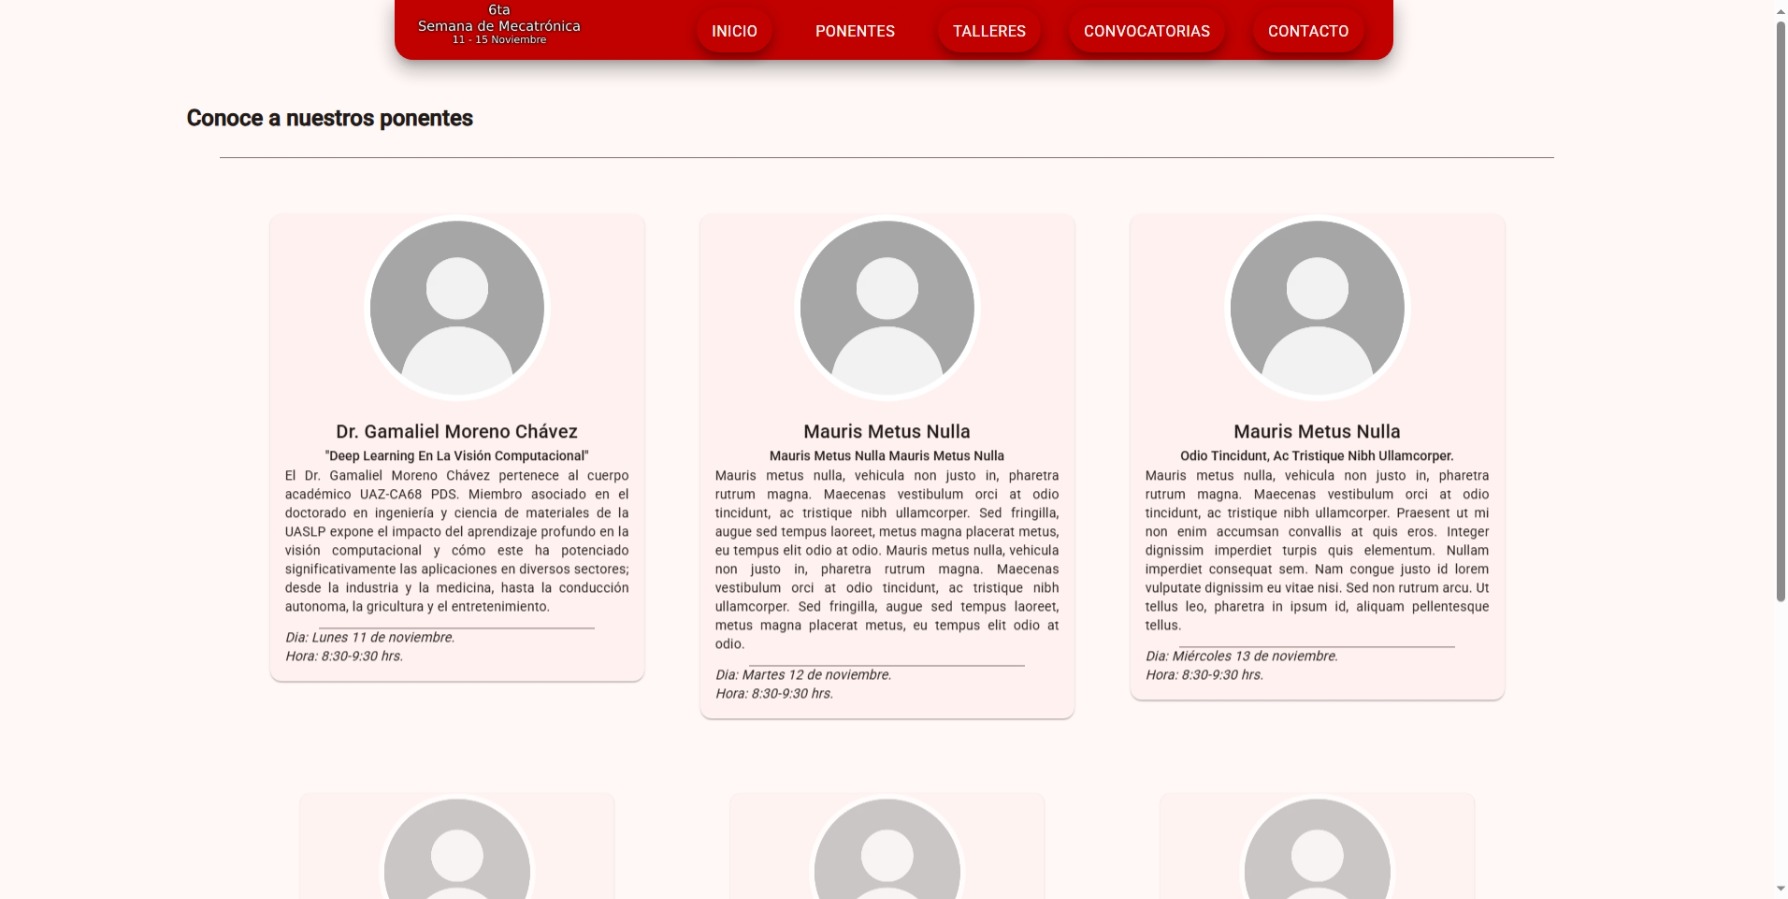 6ta
Semana de Mecatrónica
11 - 15 Noviembre
INICIO
PONENTES
TALLERES
CONVOCATORIAS
CONTACTO
Conoce a nuestros ponentes
Dr. Gamaliel Moreno Chávez
"Deep Learning En La Visión Computacional"
El Dr. Gamaliel Moreno Chávez pertenece al cuerpo
académico UAZ-CA68 PDS. Miembro asociado en el
doctorado en ingeniería y ciencia de materiales de la
UASLP expone el impacto del aprendizaje profundo en la
visión computacional y cómo este ha potenciado
significativamente las aplicaciones en diversos sectores;
desde la industria y la medicina, hasta la conducción
autonoma, la gricultura y el entretenimiento.
Dia: Lunes 11 de noviembre.
Hora: 8:30-9:30 hrs.
Mauris Metus Nulla
Mauris Metus Nulla Mauris Metus Nulla
Mauris metus nulla, vehicula non justo in, pharetra
rutrum magna. Maecenas vestibulum orci at odio
tincidunt, ac tristique nibh ullamcorper. Sed fringilla,
augue sed tempus laoreet, metus magna placerat metus,
eu tempus elit odio at odio. Mauris metus nulla, vehicula
non justo in, pharetra rutrum magna. Maecenas
vestibulum orci at odio tincidunt, ac tristique nibh
ullamcorper. Sed fringilla, augue sed tempus laoreet,
metus magna placerat metus, eu tempus elit odio at
odio.
Dia: Martes 12 de noviembre.
Hora: 8:30-9:30 hrs.
Mauris Metus Nulla
Odio Tincidunt, Ac Tristique Nibh Ullamcorper.
Mauris metus nulla, vehicula non justo in, pharetra
rutrum magna. Maecenas vestibulum orci at odio
tincidunt, ac tristique nibh ullamcorper. Praesent ut mi
non enim accumsan convallis at quis eros. Integer
dignissim imperdiet turpis quis elementum. Nullam
imperdiet consequat sem. Nam congue justo id lorem
vulputate dignissim eu vitae nisi. Sed non rutrum arcu. Ut
tellus leo, pharetra in ipsum id, aliquam pellentesque
tellus.
Dia: Miércoles 13 de noviembre.
Hora: 8:30-9:30 hrs.